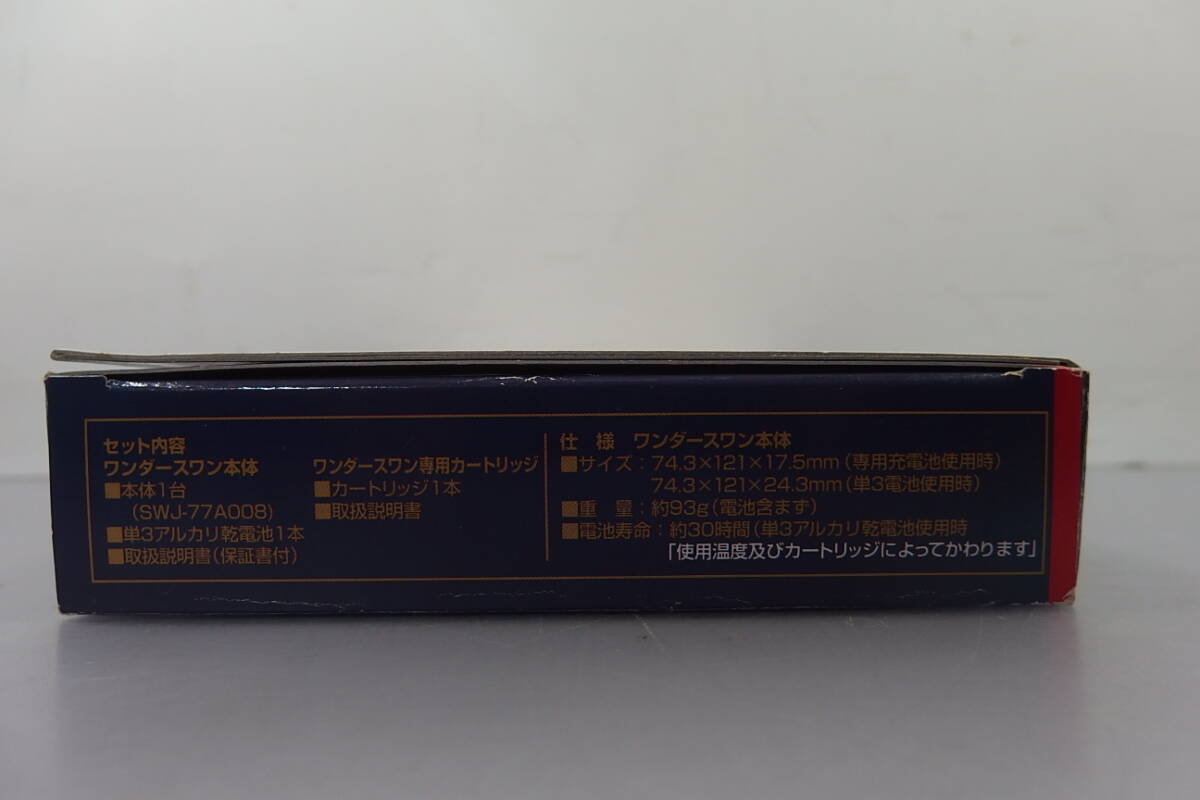 セット内容
ワンダースワン本体
■本体1台
(SWJ-77A008)
■単3アルカリ乾電池1本
■取扱説明書(保証書付)
ワンダースワン専用カートリッジ
■カートリッジ1本
■取扱説明書
仕 様 ワンダースワン本体
■サイズ：74.3×121×17.5mm(専用充電池使用時)
74.3×121×24.3mm(単3電池使用時)
■重 量：約93g(電池含まず)
■電池寿命：約30時間(単3アルカリ乾電池使用時
「使用温度及びカートリッジによってかわります」